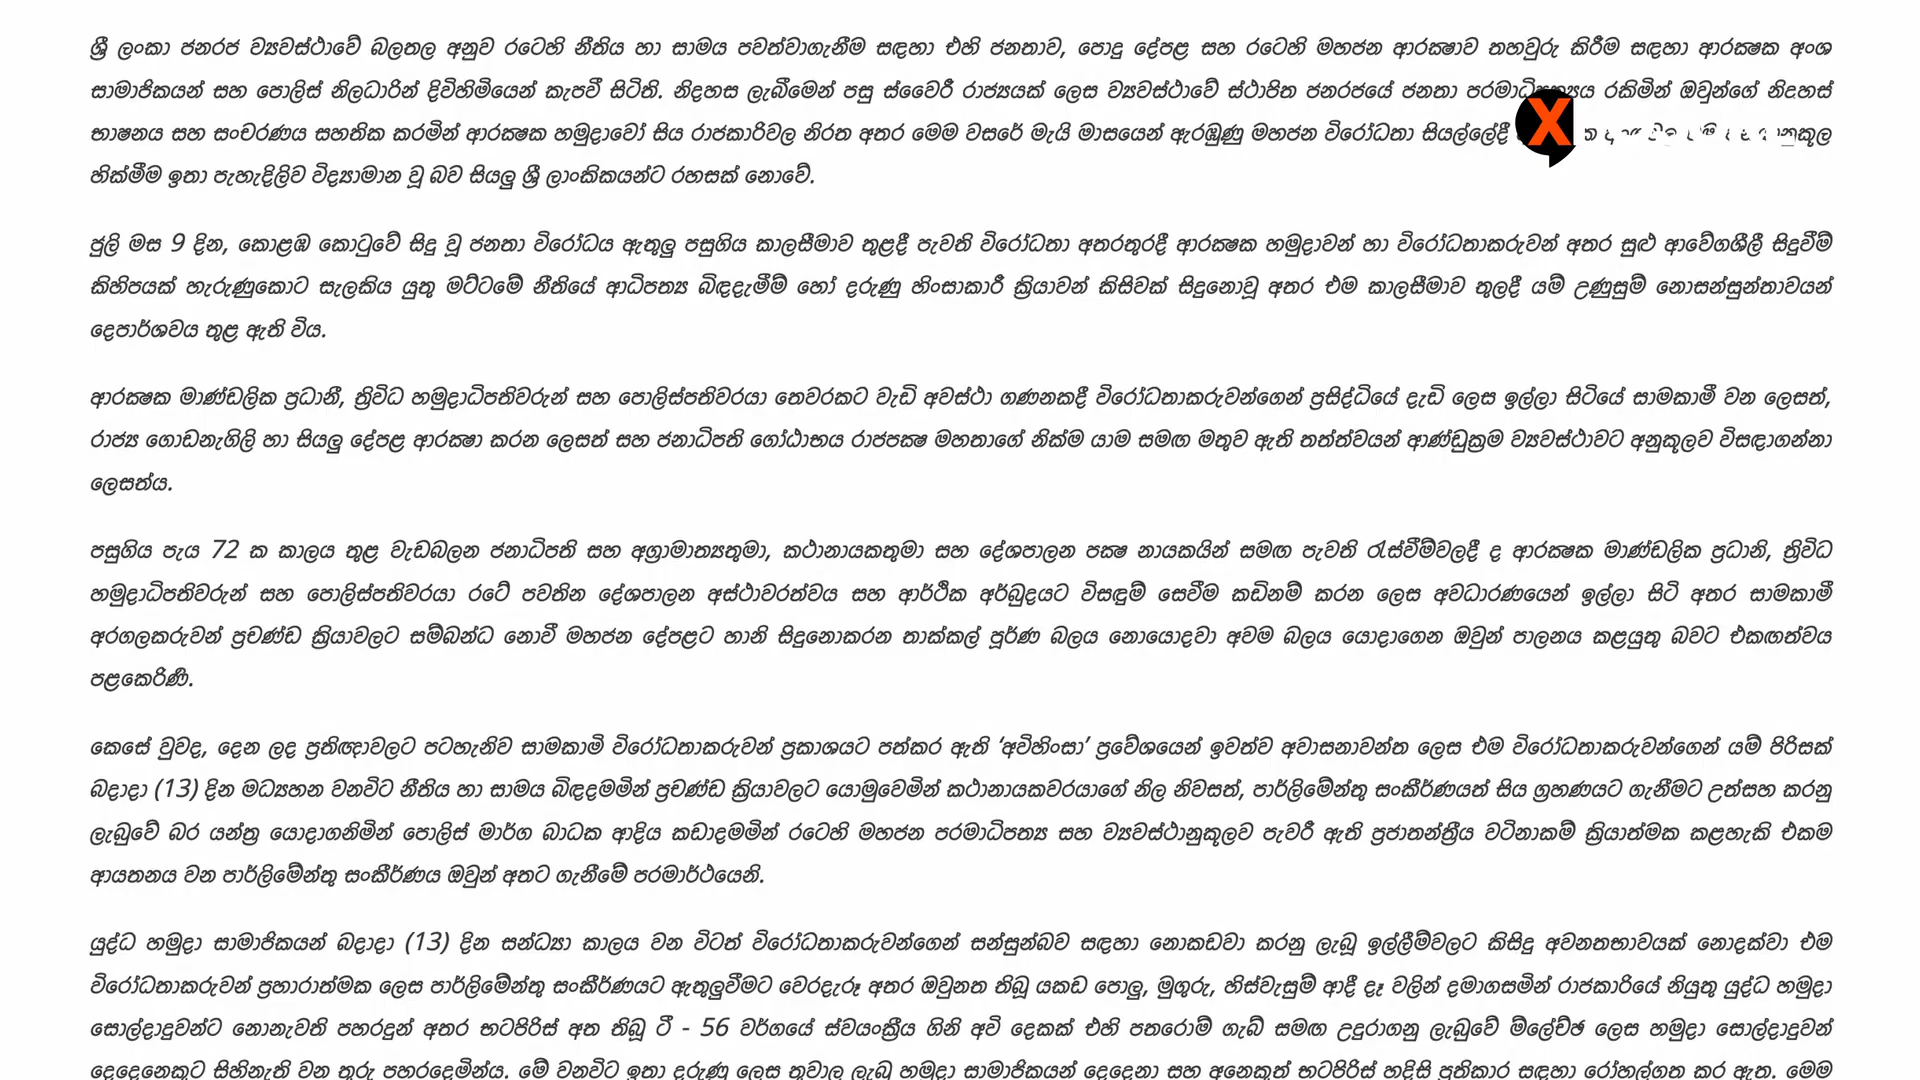 ශ්‍රී ලංකා ජනරජ ව්‍යවස්ථාවේ බලතල අනුව රටෙහි නීතිය හා සාමය පවත්වාගැනීම සඳහා එහි ජනතාව, පොදු දේපළ සහ රටෙහි මහජන ආරක්‍ෂාව තහවුරු කිරීම සඳහා ආරක්‍ෂක අංශ
සාමාජිකයන් සහ පොලිස් නිලධාරින් දිවිහිමියෙන් කැපවී සිටිති. නිදහස ලැබීමෙන් පසු ස්වෛරී රාජ්‍යයක් ලෙස ව්‍යවස්ථාවේ ස්ථාපිත ජනරජයේ ජනතා රකිමින් ඔවුන්ගේ නිදහස්
භාෂනය සහ සංචරණය සහතික කරමින් ආරක්‍ෂක හමුදාවෝ සිය රාජකාරිවල නිරත අතර මෙම වසරේ මැයි මාසයෙන් ඇරඹුණු මහජන විරෝධතා සියල්ලේදී
හික්මීම ඉතා පැහැදිලිව විද්‍යාමාන වූ බව සියලු ශ්‍රී ලාංකිකයන්ට රහසක් නොවේ.
ජුලි මස 9 දින, කොළඹ කොටුවේ සිදු වූ ජනතා විරෝධය ඇතුලු පසුගිය කාලසීමාව තුළදී පැවති විරෝධතා අතරතුරදී ආරක්‍ෂක හමුදාවන් හා විරෝධතාකරුවන් අතර සුළු ආවේගශීලී සිදුවීම්
කිහිපයක් හැරුණුකොට සැලකිය යුතු මට්ටමේ නීතියේ ආධිපත්‍ය බිඳදැමීම් හෝ දරුණු හිංසාකාරී ක්‍රියාවන් කිසිවක් සිදුනොවූ අතර එම කාලසීමාව තුලදී යම් උණුසුම් නොසන්සුන්තාවයන්
දෙපාර්ශවය තුළ ඇති විය.
ආරක්‍ෂක මාණ්ඩලික ප්‍රධානී, ත්‍රිවිධ හමුදාධිපතිවරුන් සහ පොලිස්පතිවරයා තෙවරකට වැඩි අවස්ථා ගණනකදී විරෝධතාකරුවන්ගෙන් ප්‍රසිද්ධියේ දැඩි ලෙස ඉල්ලා සිටියේ සාමකාමී වන ලෙසත්,
රාජ්‍ය ගොඩනැගිලි හා සියලු දේපළ ආරක්‍ෂා කරන ලෙසත් සහ ජනාධිපති ගෝඨාභය රාජපක්‍ෂ මහතාගේ නික්ම යාම සමඟ මතුව ඇති තත්ත්වයන් ආණ්ඩුක්‍රම ව්‍යවස්ථාවට අනුකූලව විසඳාගන්නා
ලෙසත්ය.
පසුගිය පැය 72 ක කාලය තුළ වැඩබලන ජනාධිපති සහ අග්‍රාමාත්‍යතුමා, කථානායකතුමා සහ දේශපාලන පක්‍ෂ නායකයින් සමඟ පැවති රැස්වීම්වලදී ද ආරක්‍ෂක මාණ්ඩලික ප්‍රධානි, ත්‍රිවිධ
හමුදාධිපතිවරුන් සහ පොලිස්පතිවරයා රටේ පවතින දේශපාලන අස්ථාවරත්වය සහ ආර්ථික අර්බුදයට විසඳුම් සෙවීම කඩිනම් කරන ලෙස අවධාරණයෙන් ඉල්ලා සිටි අතර සාමකාමී
අරගලකරුවන් ප්‍රචණ්ඩ ක්‍රියාවලට සම්බන්ධ නොවී මහජන දේපළට හානි සිදුනොකරන තාක්කල් පූර්ණ බලය නොයොදවා අවම බලය යොදාගෙන ඔවුන් පාලනය කළයුතු බවට එකඟත්වය
පළකෙරිණි.
කෙසේ වුවද, දෙන ලද ප්‍රතිඥාවලට පටහැනිව සාමකාමි විරෝධතාකරුවන් ප්‍රකාශයට පත්කර ඇති ‘අවිහිංසා’ ප්‍රවේශයෙන් ඉවත්ව අවාසනාවන්ත ලෙස එම විරෝධතාකරුවන්ගෙන් යම් පිරිසක්
බදාදා (13) දින මධ්‍යහන වනවිට නීතිය හා සාමය බිඳදමමින් ප්‍රචණ්ඩ ක්‍රියාවලට යොමුවෙමින් කථානායකවරයාගේ නිල නිවසත්, පාර්ලිමේන්තු සංකීර්ණයත් සිය ග්‍රහණයට ගැනීමට උත්සහ කරනු
ලැබුවේ බර යන්ත්‍ර යොදාගනිමින් පොලිස් මාර්ග බාධක ආදිය කඩාදමමින් රටෙහි මහජන පරමාධිපත්‍ය සහ ව්‍යවස්ථානුකූලව පැවරී ඇති ප්‍රජාතන්ත්‍රීය වටිනාකම් ක්‍රියාත්මක කළහැකි එකම
ආයතනය වන පාර්ලිමේන්තු සංකීර්ණය ඔවුන් අතට ගැනීමේ පරමාර්ථයෙනි.
යුද්ධ හමුදා සාමාජිකයන් බදාදා (13) දින සන්ධ්‍යා කාලය වන විටත් විරෝධතාකරුවන්ගෙන් සන්සුන්බව සඳහා නොකඩවා කරනු ලැබූ ඉල්ලීම්වලට කිසිදු අවනතභාවයක් නොදක්වා එම
විරෝධතාකරුවන් ප්‍රහාරාත්මක ලෙස පාර්ලිමේන්තු සංකීර්ණයට ඇතුලුවීමට වෙරදැරූ අතර ඔවුනත තිබූ යකඩ පොලු, මුගුරු, හිස්වැසුම් ආදී දෑ වලින් දමාගසමින් රාජකාරියේ නියුතු යුද්ධ හමුදා
සොල්දාදුවන්ට නොනැවති පහරදුන් අතර භටපිරිස් අත තිබූ ටී - 56 වර්ගයේ ස්වයංක්‍රීය ගිනි අවි දෙකක් එහි පතරොම් ගැබ් සමඟ උදුරාගනු ලැබුවේ ම්ලේච්ඡ ලෙස හමුදා සොල්දාදුවන්
දෙදෙනෙකුට සිහිනැති වන තුරු පහරදෙමින්ය. මේ වනවිට ඉතා දරුණු ලෙස තුවාල ලැබූ හමුදා සාමාජිකයන් දෙදෙනා සහ අනෙකුත් භටපිරිස් හදිසි ප්‍රතිකාර සඳහා රෝහල්ගත කර ඇත. මෙම